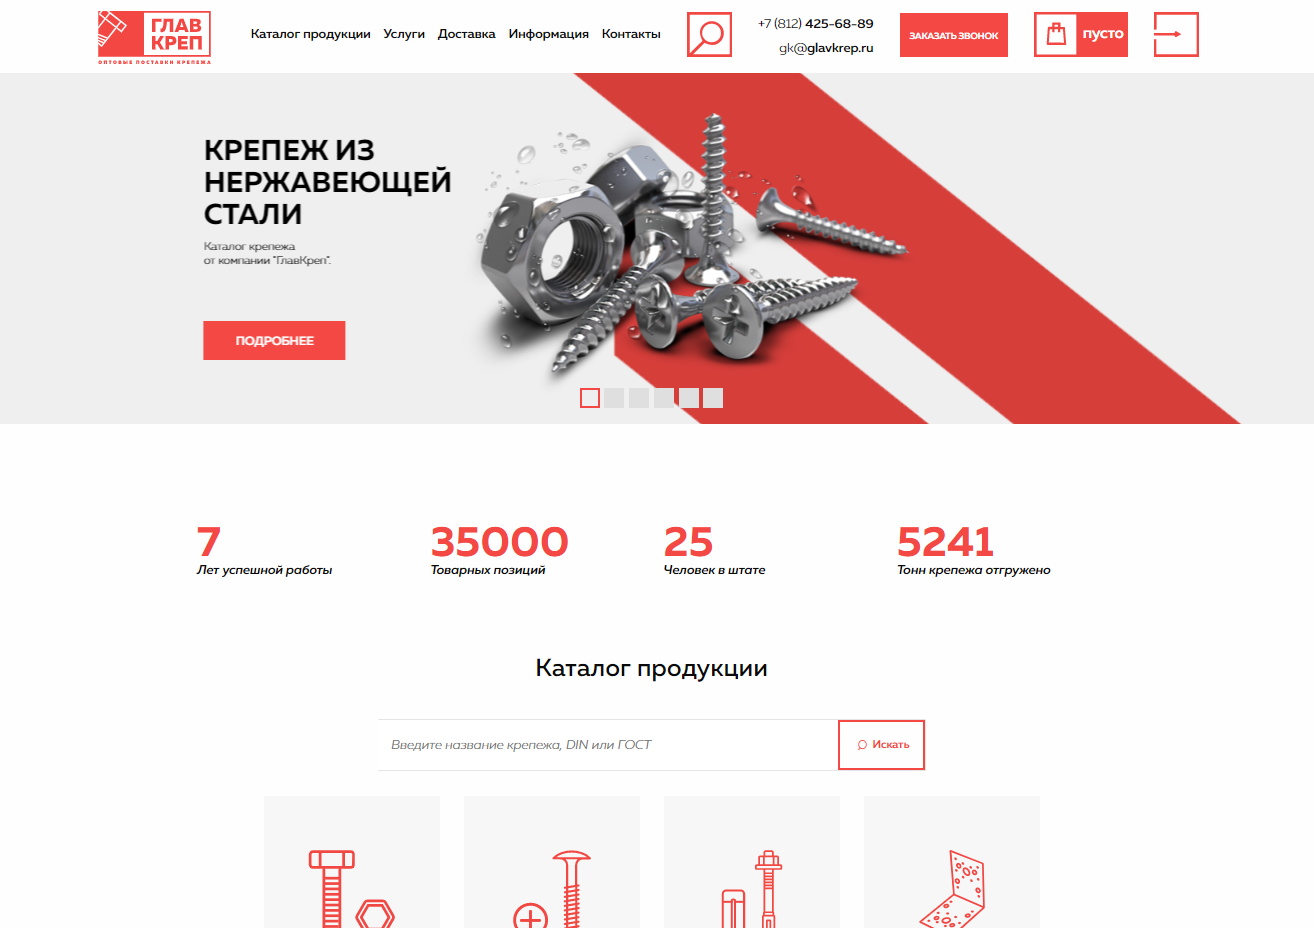 ГЛАВ
КРЕП
ОПТОВЫЕ ПОСТАВКИ КРЕПЕЖА
Каталог продукции
Услуги
Доставка
Информация
Контакты
+7 (812) 425-68-89
gk@glavkrep.ru
ЗАКАЗАТЬ ЗВОНОК
пусто
КРЕПЕЖ ИЗ
НЕРЖАВЕЮЩЕЙ
СТАЛИ
Каталог крепежа
от компании "ГлавКреп".
ПОДРОБНЕЕ
7
Лет успешной работы
35000
Товарных позиций
25
Человек в штате
5241
Тонн крепежа отгружено
Каталог продукции
Введите название крепежа, DIN или ГОСТ
Искать